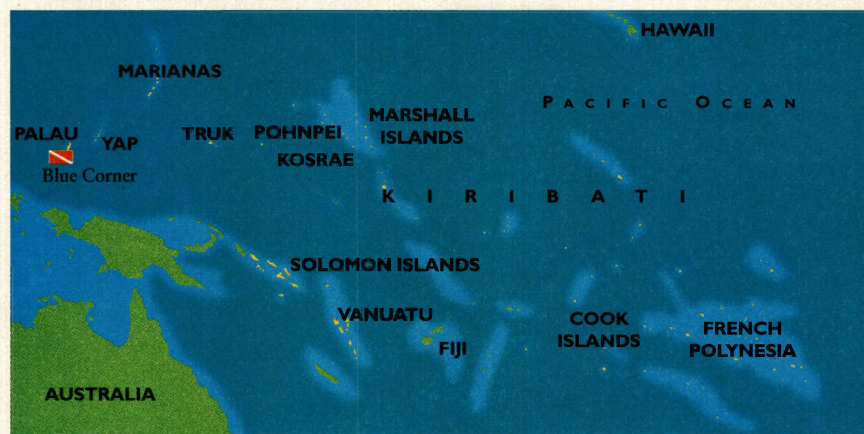 HAWAII
MARIANAS
PACIFIC OCEAN
MARSHALL
ISLANDS
PALAU
YAP
TRUK
POHNPEI
KOSRAE
Blue Corner
KIRIBATI
SOLOMON ISLANDS
VANUATU
COOK
ISLANDS
FRENCH
POLYNESIA
FIJI
AUSTRALIA